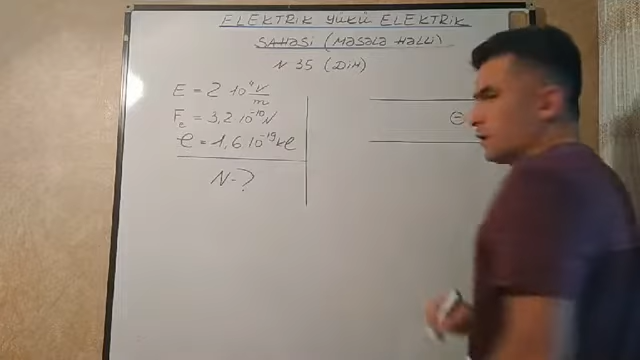 ELEKTRİK YÜKÜ ELEKTRİK
SAHƏSİ (MƏSƏLƏ HƏLLİ)
N 35 (DİM)
E = 2 10⁴ V/m
Fₑ = 3,2 10⁻¹⁰ N
e = 1,6 10⁻¹⁹ kl
N-?
⊖